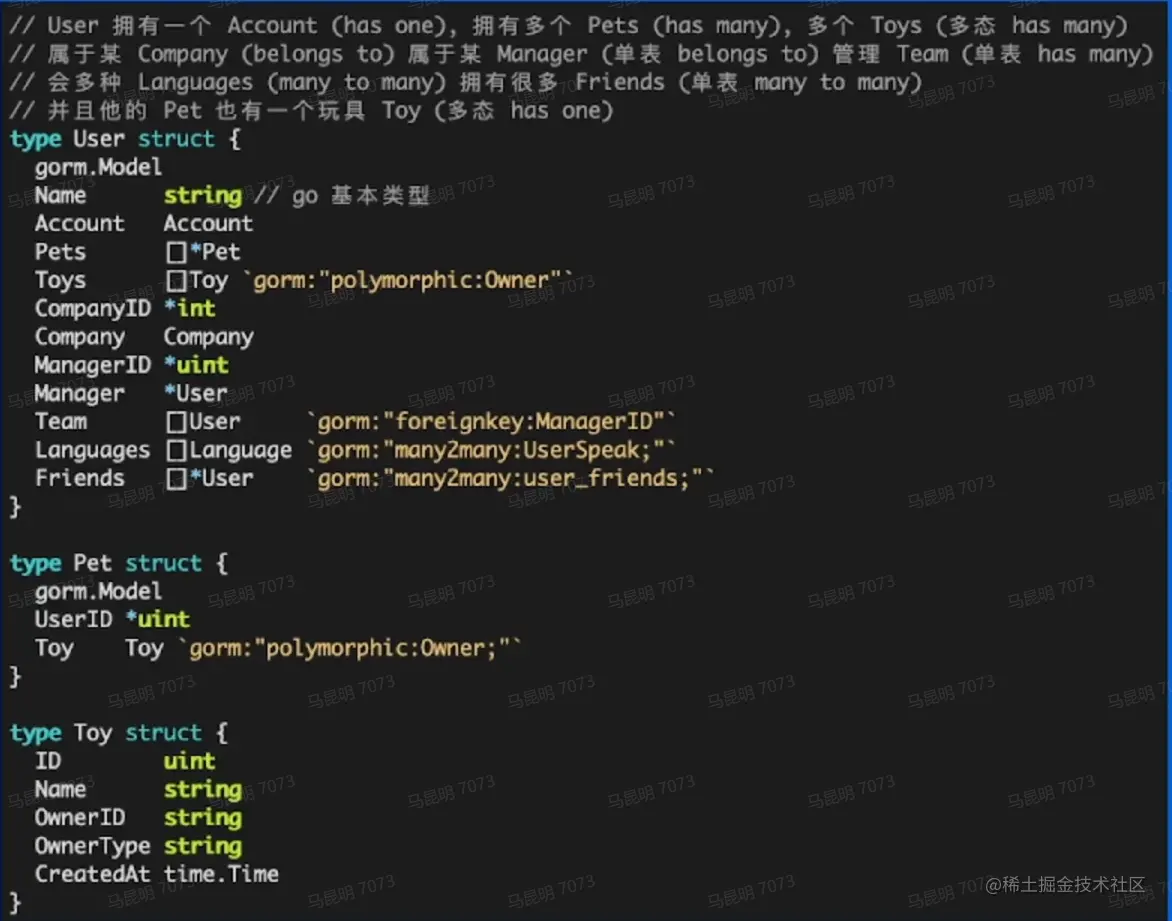 // User 拥有一个 Account (has one), 拥有多个 Pets (has many), 多个 Toys (多态 has many)
// 属于某 Company (belongs to) 属于某 Manager (单表 belongs to) 管理 Team (单表 has many)
// 会多种 Languages (many to many) 拥有很多 Friends (单表 many to many)
// 并且他的 Pet 也有一个玩具 Toy (多态 has one)
type User struct {
  gorm.Model
  Name      string // go 基本类型
  Account   Account
  Pets      []*Pet
  Toys      []Toy `gorm:"polymorphic:Owner"`
  CompanyID *int
  Company   Company
  ManagerID *uint
  Manager   *User
  Team      []User     `gorm:"foreignkey:ManagerID"`
  Languages []Language `gorm:"many2many:UserSpeak;"`
  Friends   []*User    `gorm:"many2many:user_friends;"`
}

type Pet struct {
  gorm.Model
  UserID *uint
  Toy    Toy `gorm:"polymorphic:Owner;"`
}

type Toy struct {
  ID        uint
  Name      string
  OwnerID   string
  OwnerType string
  CreatedAt time.Time
}
马昆明 7073
@稀土掘金技术社区